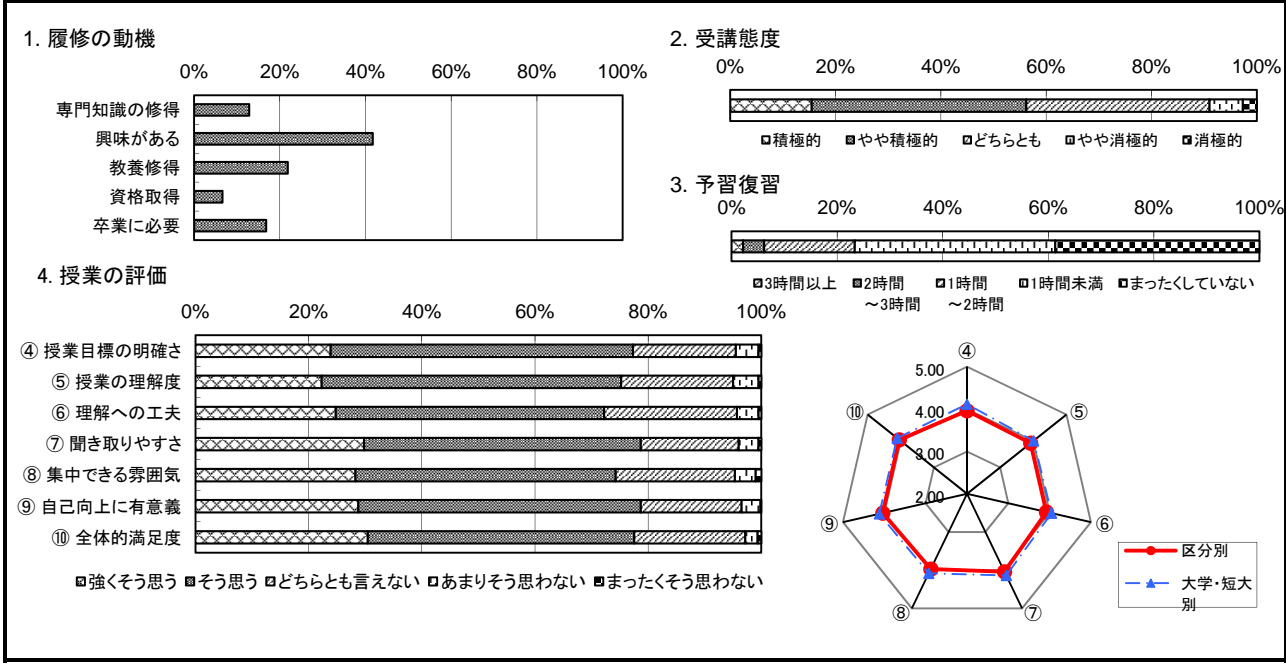 1. 履修の動機
0% 20% 40% 60% 80% 100%
専門知識の修得
興味がある
教養修得
資格取得
卒業に必要
2. 受講態度
0% 20% 40% 60% 80% 100%
積極的 やや積極的 どちらとも やや消極的 消極的
3. 予習復習
0% 20% 40% 60% 80% 100%
3時間以上 2時間 1時間 1時間未満 まったくしていない
～3時間 ～2時間
4. 授業の評価
0% 20% 40% 60% 80% 100%
④ 授業目標の明確さ
⑤ 授業の理解度
⑥ 理解への工夫
⑦ 聞き取りやすさ
⑧ 集中できる雰囲気
⑨ 自己向上に有意義
⑩ 全体的満足度
強くそう思う そう思う どちらとも言えない あまりそう思わない まったくそう思わない
④
5.00
⑩ 4.00 ⑤
3.00
2.00
⑨ ⑥
⑧ ⑦
区分別
大学・短大
別